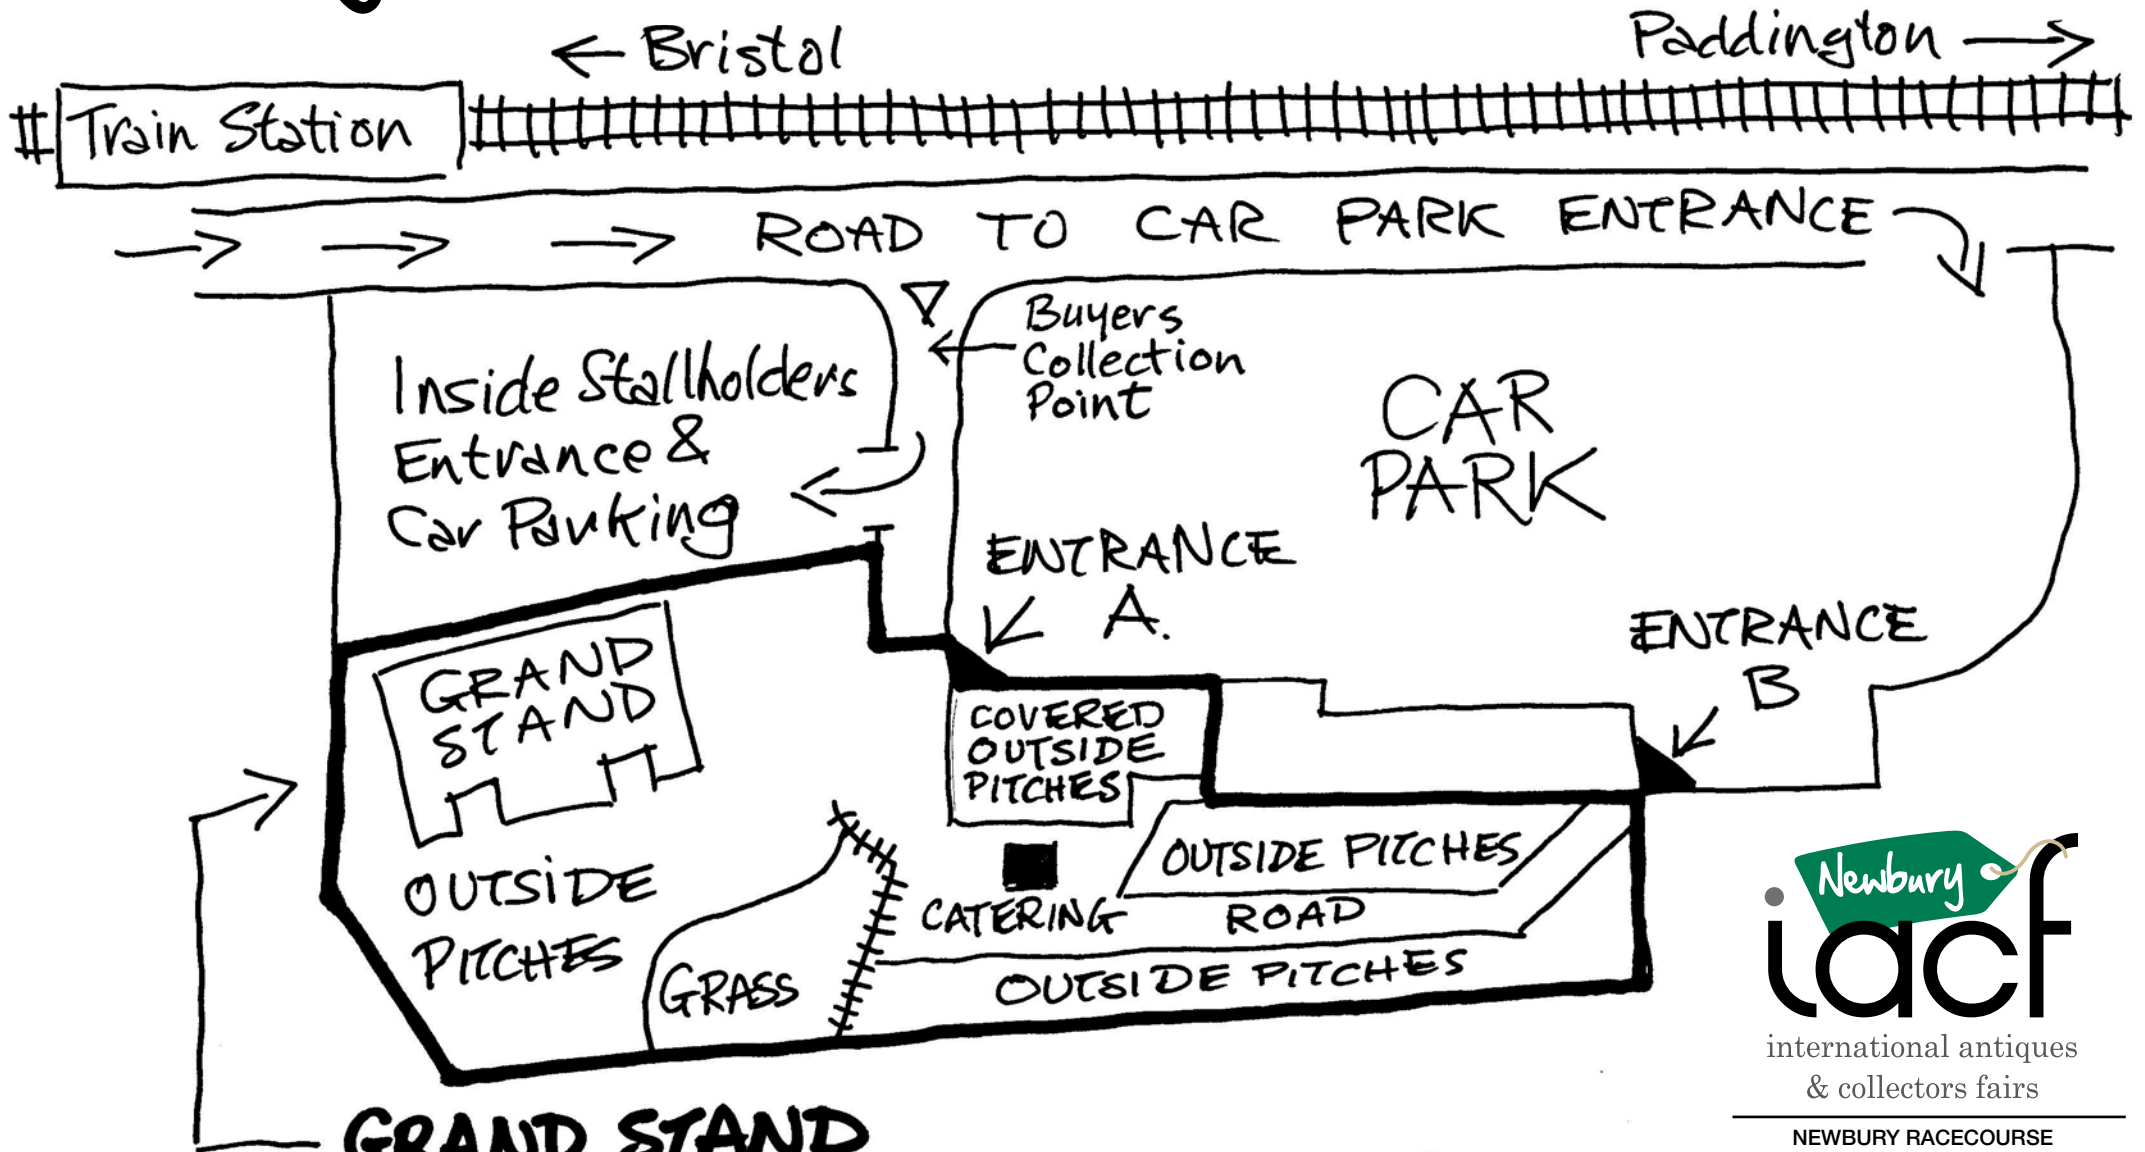 ← Bristol
Paddington →
Train Station
→ → → ROAD TO CAR PARK ENTRANCE
Buyers
Collection
Point
Inside Stallholders
Entrance &
Car Parking
CAR
PARK
ENTRANCE
A.
ENTRANCE
B
GRAND
STAND
COVERED
OUTSIDE
PITCHES
OUTSIDE PITCHES
OUTSIDE
PITCHES
CATERING
ROAD
GRASS
OUTSIDE PITCHES
Newbury
iacf
international antiques
& collectors fairs
NEWBURY RACECOURSE
GRAND STAND